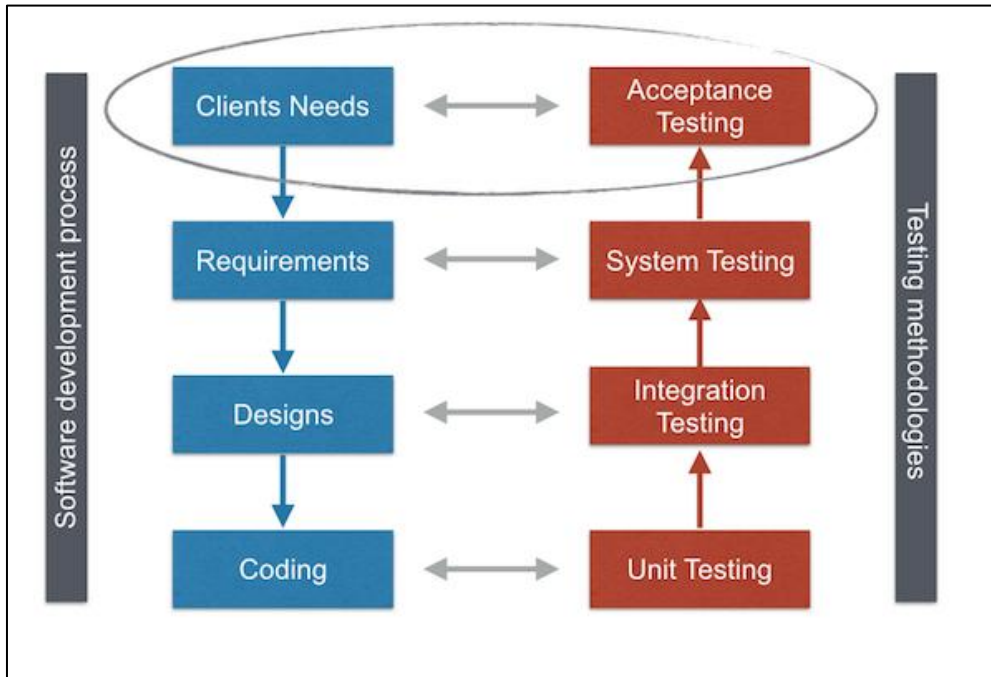 Software development process
Clients Needs
Acceptance
Testing
Requirements
System Testing
Designs
Integration
Testing
Coding
Unit Testing
Testing methodologies